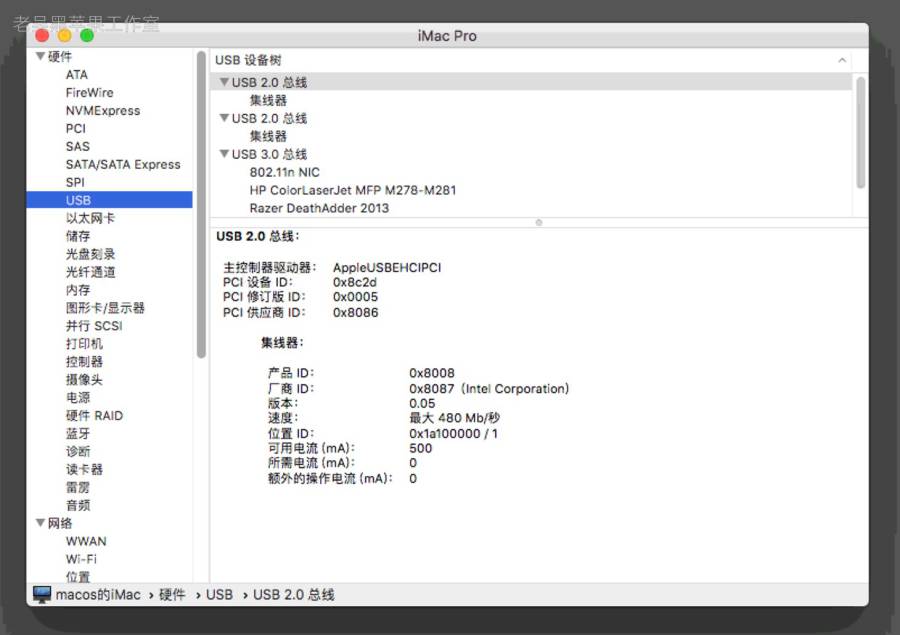 老吴黑苹果工作室
iMac Pro
硬件
ATA
FireWire
NVMExpress
PCI
SAS
SATA/SATA Express
SPI
USB
以太网卡
储存
光盘刻录
光纤通道
内存
图形卡/显示器
并行 SCSI
打印机
控制器
摄像头
电源
硬件 RAID
蓝牙
诊断
读卡器
雷雳
音频
网络
WWAN
Wi-Fi
位置
USB 设备树
USB 2.0 总线
集线器
USB 2.0 总线
集线器
USB 3.0 总线
802.11n NIC
HP ColorLaserJet MFP M278-M281
Razer DeathAdder 2013
USB 2.0 总线：
主控制器驱动器： AppleUSBEHCIPCI
PCI 设备 ID： 0x8c2d
PCI 修订版 ID： 0x0005
PCI 供应商 ID： 0x8086
集线器：
产品 ID： 0x8008
厂商 ID： 0x8087（Intel Corporation）
版本： 0.05
速度： 最大 480 Mb/秒
位置 ID： 0x1a100000 / 1
可用电流 (mA)： 500
所需电流 (mA)： 0
额外的操作电流 (mA)： 0
macos的iMac › 硬件 › USB › USB 2.0 总线